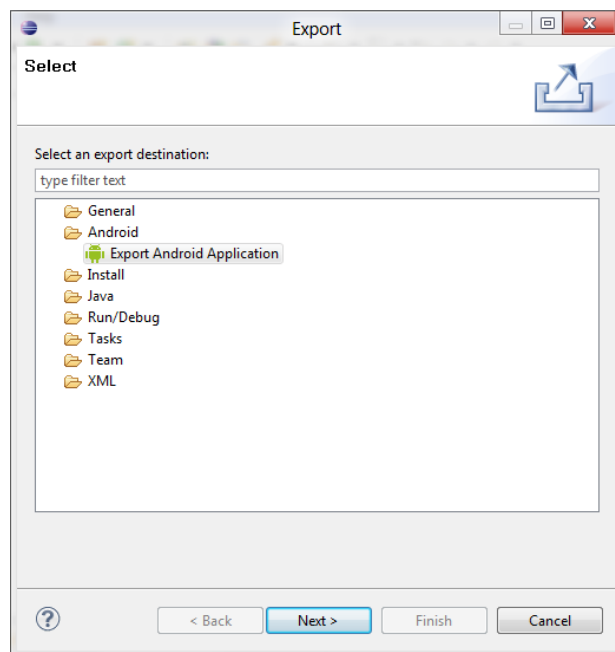 Export
Select
Select an export destination:
type filter text
General
Android
Export Android Application
Install
Java
Run/Debug
Tasks
Team
XML
? < Back Next > Finish Cancel